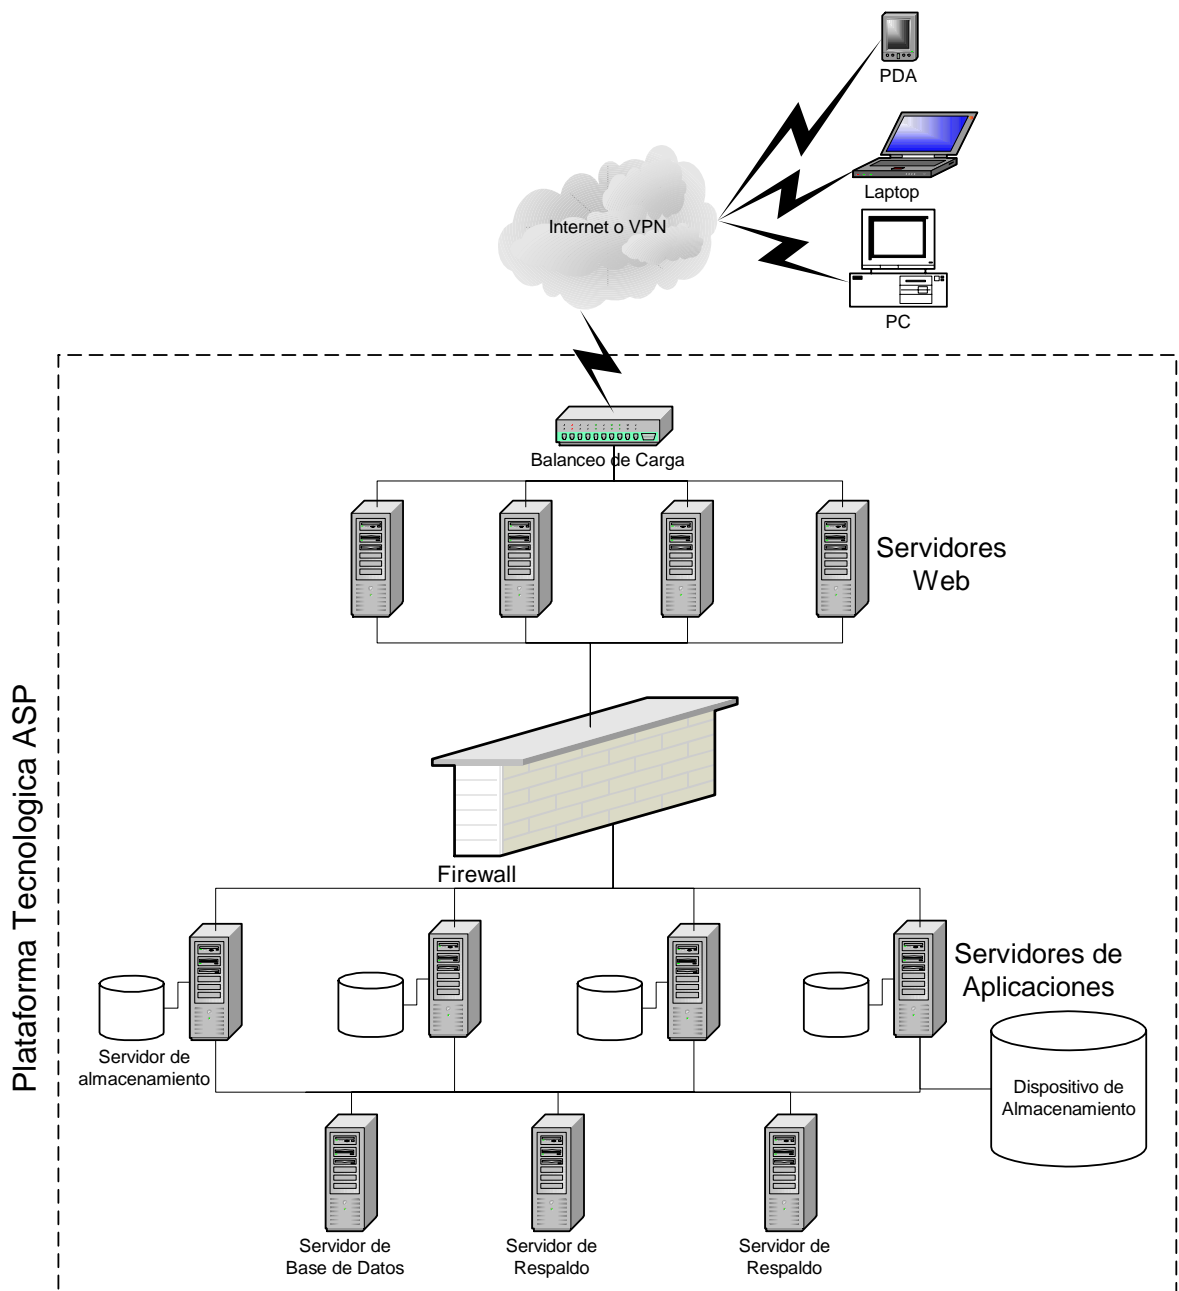 PDA
Laptop
Internet o VPN
PC
Balanceo de Carga
Servidores
Web
Plataforma Tecnologica ASP
Firewall
Servidores de
Aplicaciones
Servidor de
almacenamiento
Dispositivo de
Almacenamiento
Servidor de
Base de Datos
Servidor de
Respaldo
Servidor de
Respaldo